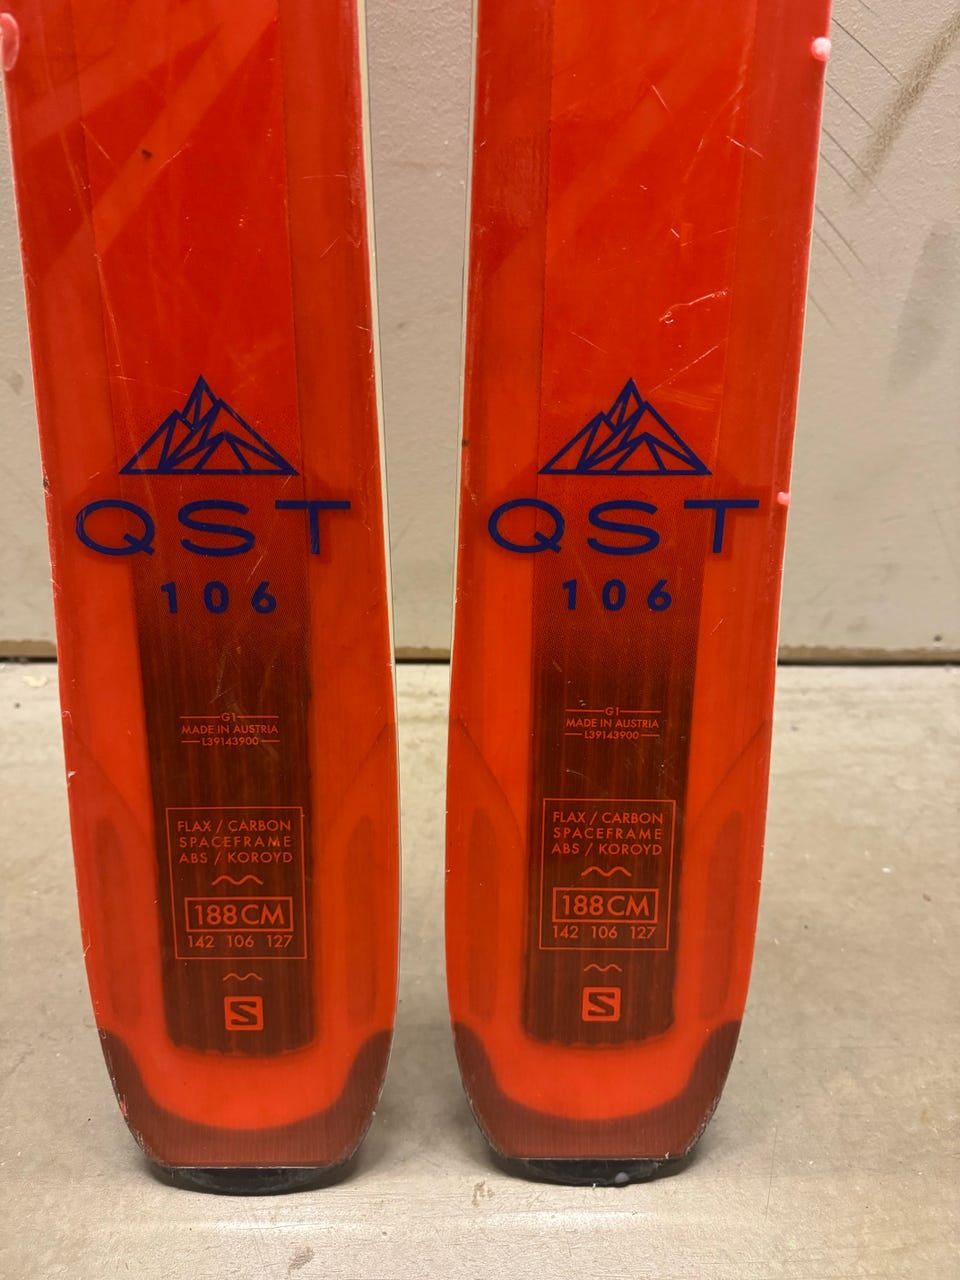 QST
106
G1
MADE IN AUSTRIA
L39143900
FLAX / CARBON
SPACEFRAME
ABS / KOROYD
188CM
142 106 127
S
QST
106
G1
MADE IN AUSTRIA
L39143900
FLAX / CARBON
SPACEFRAME
ABS / KOROYD
188CM
142 106 127
S